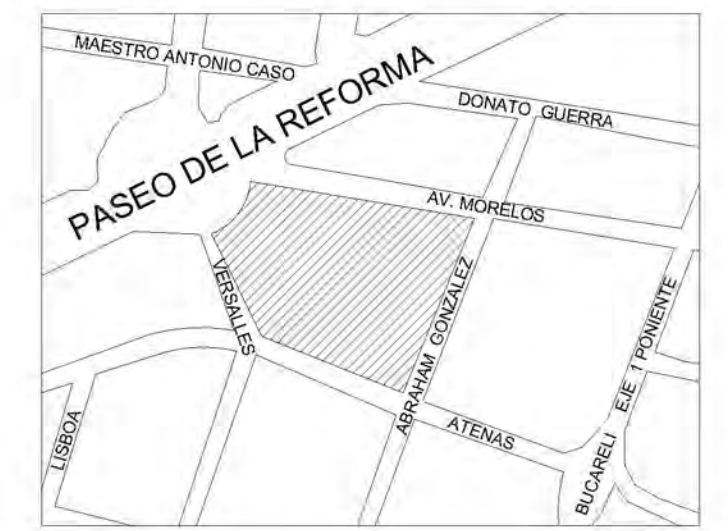 MAESTRO ANTONIO CASO
PASEO DE LA REFORMA
DONATO GUERRA
AV. MORELOS
VERSALLES
ABRAHAM GONZALEZ
EJE 1 PONIENTE
BUCARELI
ATENAS
LISBOA